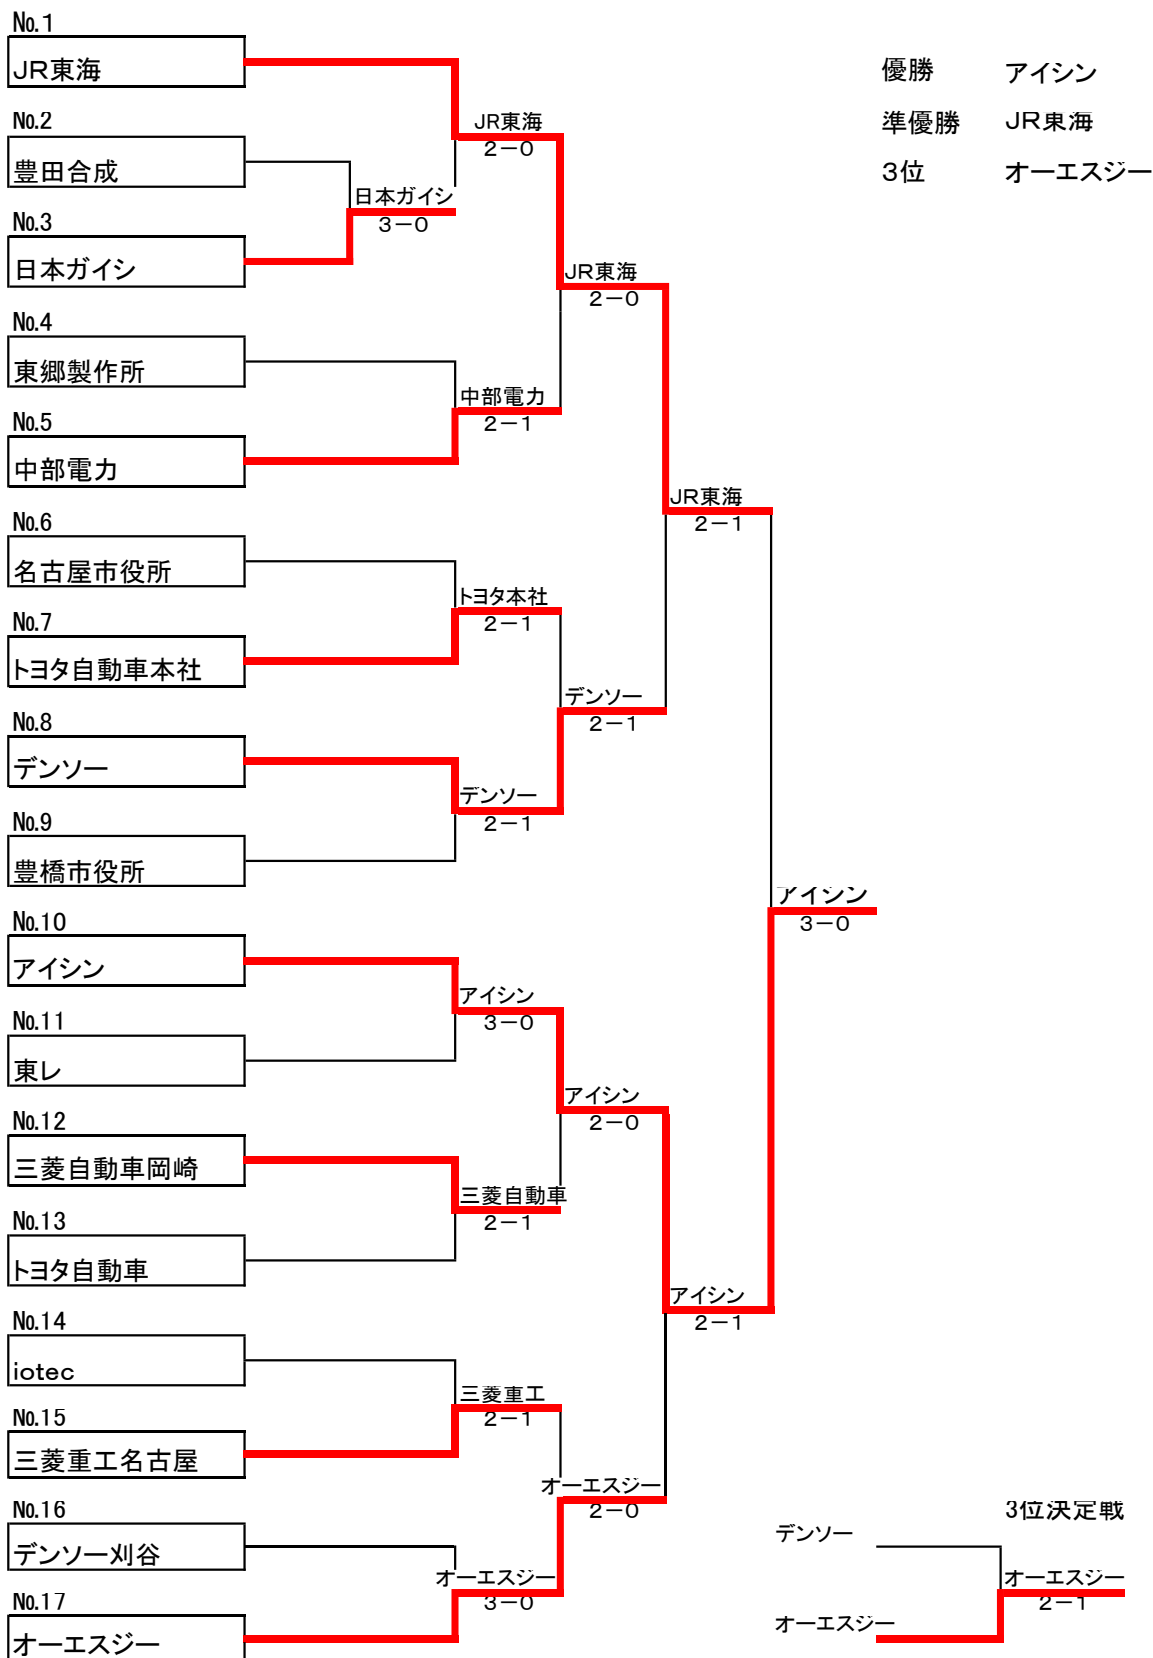 No.1
JR東海
優勝 アイシン
No.2
JR東海
準優勝 JR東海
2-0
豊田合成
3位 オーエスジー
日本ガイシ
No.3
3-0
日本ガイシ
JR東海
2-0
No.4
東郷製作所
中部電力
No.5
2-1
中部電力
JR東海
No.6
2-1
名古屋市役所
トヨタ本社
No.7
2-1
トヨタ自動車本社
デンソー
No.8
2-1
デンソー
デンソー
No.9
2-1
豊橋市役所
アイシン
No.10
3-0
アイシン
アイシン
No.11
3-0
東レ
アイシン
No.12
2-0
三菱自動車岡崎
三菱自動車
No.13
2-1
トヨタ自動車
アイシン
No.14
2-1
iotec
三菱重工
No.15
2-1
三菱重工名古屋
オーエスジー
No.16
2-0
3位決定戦
デンソー
デンソー刈谷
オーエスジー
オーエスジー
No.17
3-0
2-1
オーエスジー
オーエスジー